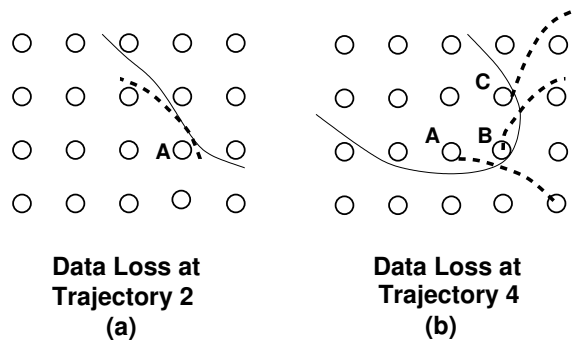 C
A
A
B
Data Loss at
Trajectory 2
(a)
Data Loss at
Trajectory 4
(b)